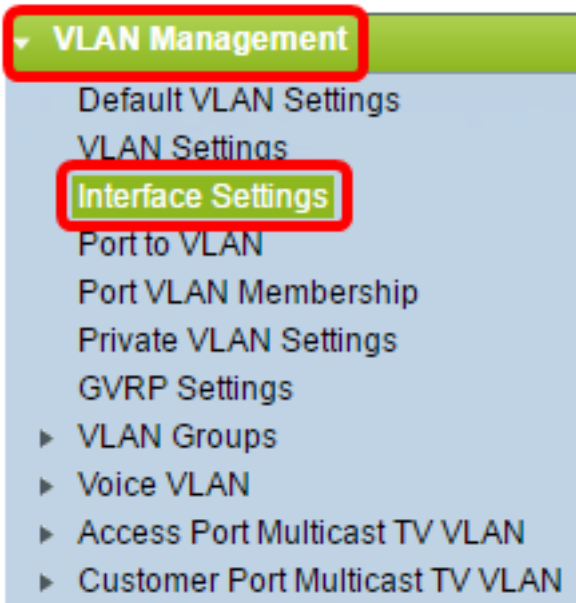 VLAN Management
Default VLAN Settings
VLAN Settings
Interface Settings
Port to VLAN
Port VLAN Membership
Private VLAN Settings
GVRP Settings
VLAN Groups
Voice VLAN
Access Port Multicast TV VLAN
Customer Port Multicast TV VLAN